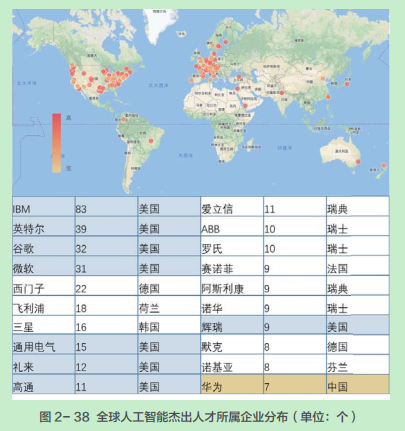 高
低
IBM 83 美国 爱立信 11 瑞典
英特尔 39 美国 ABB 10 瑞士
谷歌 32 美国 罗氏 10 瑞士
微软 31 美国 赛诺菲 9 法国
西门子 22 德国 阿斯利康 9 瑞典
飞利浦 18 荷兰 诺华 9 瑞士
三星 16 韩国 辉瑞 9 美国
通用电气 15 美国 默克 8 德国
礼来 12 美国 诺基亚 8 芬兰
高通 11 美国 华为 7 中国
图 2-38 全球人工智能杰出人才所属企业分布（单位：个）